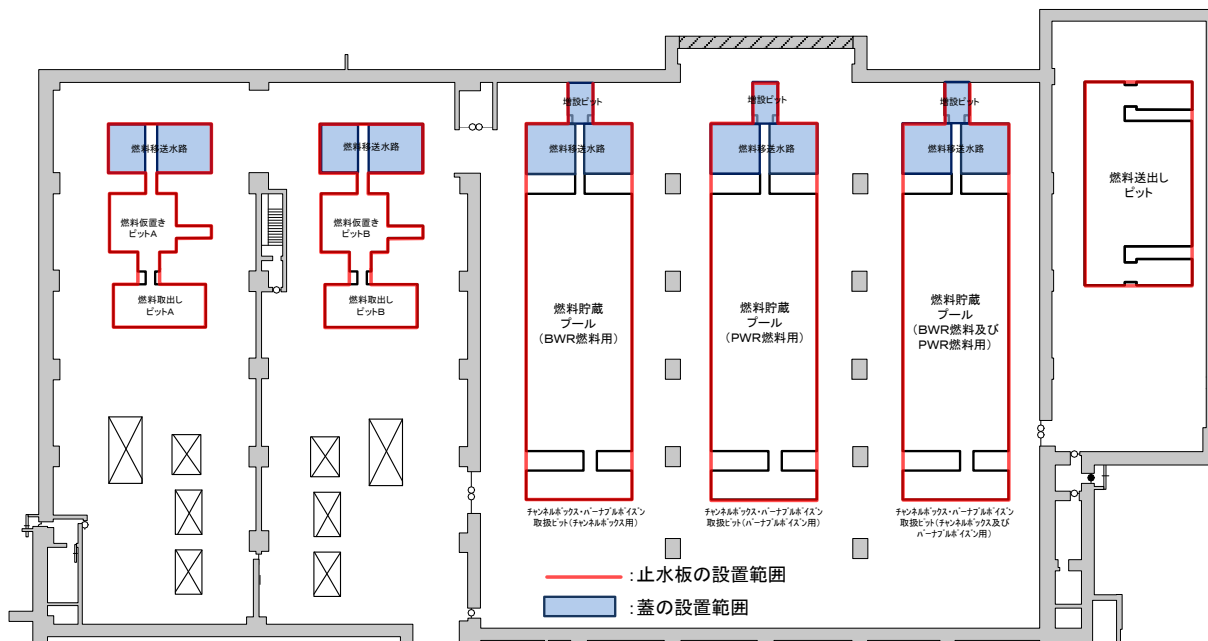 増設ピット
増設ピット
増設ピット
燃料移送水路
燃料移送水路
燃料移送水路
燃料移送水路
燃料移送水路
燃料送出し
ピット
燃料仮置き
ピットA
燃料仮置き
ピットB
燃料取出し
ピットA
燃料取出し
ピットB
燃料貯蔵
プール
(BWR燃料用)
燃料貯蔵
プール
(PWR燃料用)
燃料貯蔵
プール
(BWR燃料及び
PWR燃料用)
チャンネルボックス・バーナブルポイズン
取扱ピット(チャンネルボックス用)
チャンネルボックス・バーナブルポイズン
取扱ピット(バーナブルポイズン用)
チャンネルボックス・バーナブルポイズン
取扱ピット(チャンネルボックス及び
バーナブルポイズン用)
:止水板の設置範囲
:蓋の設置範囲